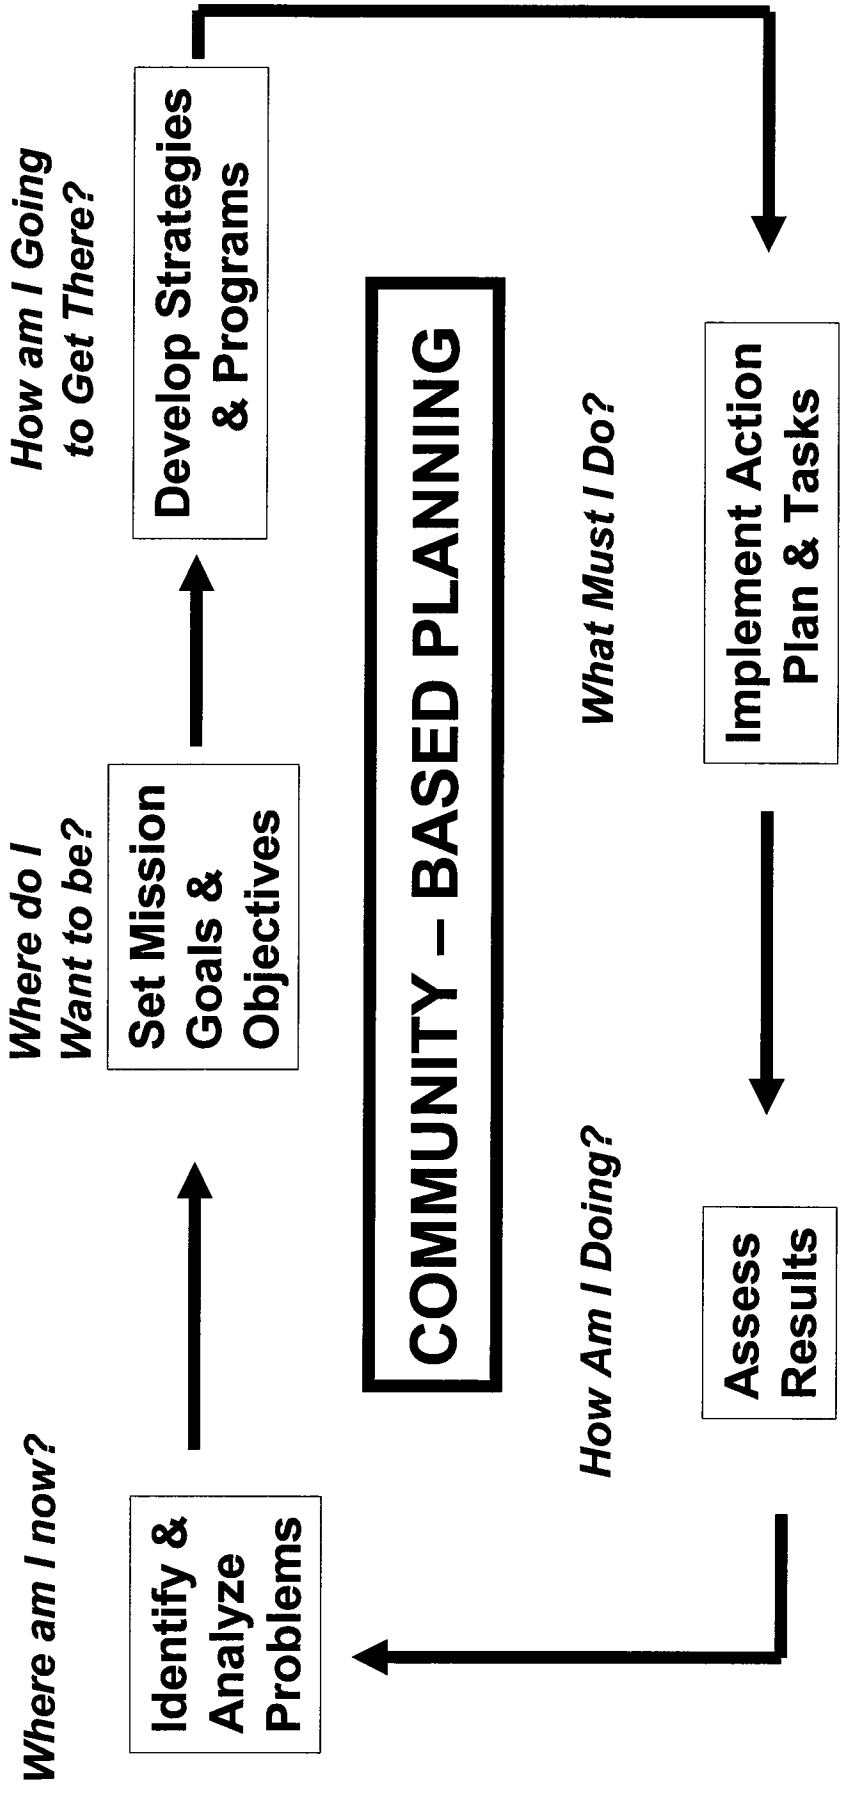 Where am I now?
Identify &
Analyze
Problems
Where do I
Want to be?
Set Mission
Goals &
Objectives
How am I Going
to Get There?
Develop Strategies
& Programs
COMMUNITY – BASED PLANNING
How Am I Doing?
Assess
Results
What Must I Do?
Implement Action
Plan & Tasks